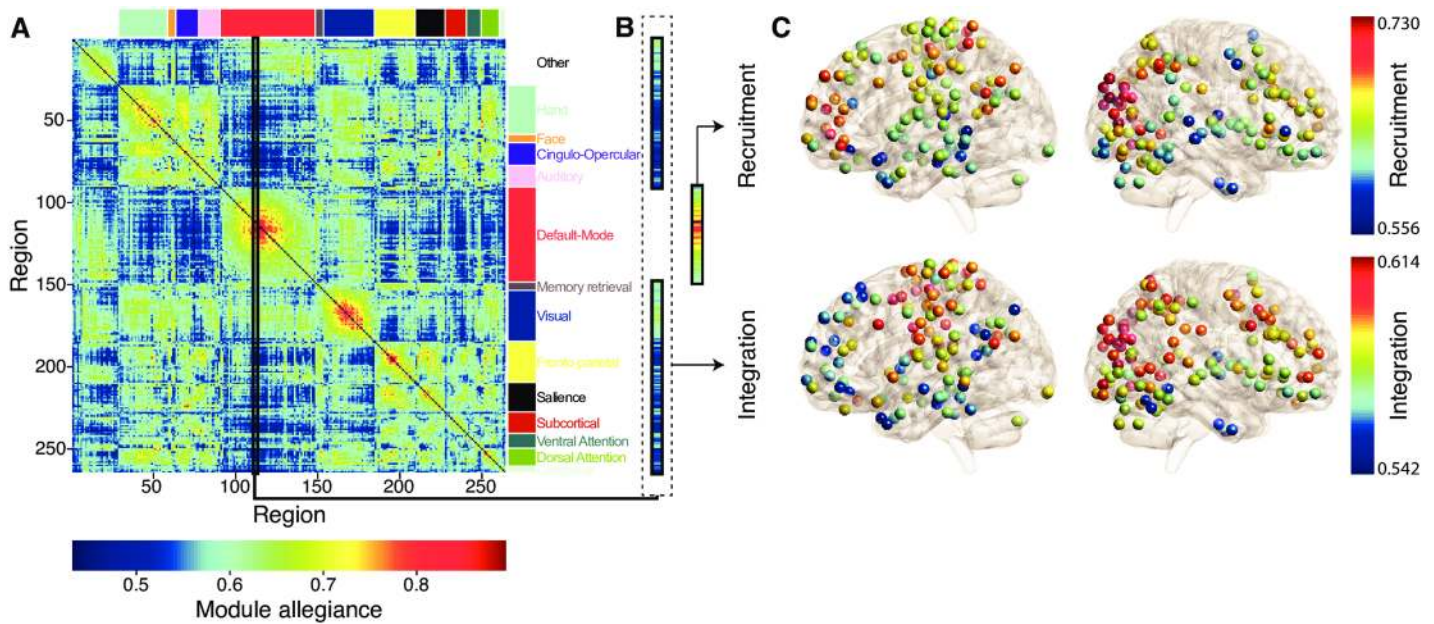 A
B
C
Other
Hand
Face
Cingulo-Opercular
Auditory
Default-Mode
Memory retrieval
Visual
Fronto-parietal
Salience
Subcortical
Ventral Attention
Dorsal Attention
Region
50
100
150
200
250
50
100
150
200
250
Region
0.5
0.6
0.7
0.8
Module allegiance
Recruitment
0.730
Recruitment
0.556
Integration
0.614
Integration
0.542